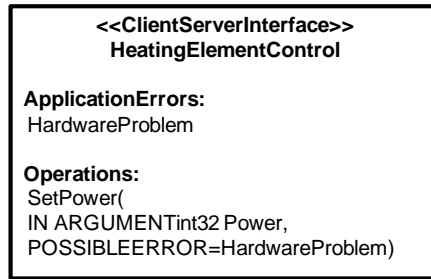 <<ClientServerInterface>>
HeatingElementControl
ApplicationErrors:
HardwareProblem
Operations:
SetPower(
IN ARGUMENTint32 Power,
POSSIBLEERROR=HardwareProblem)